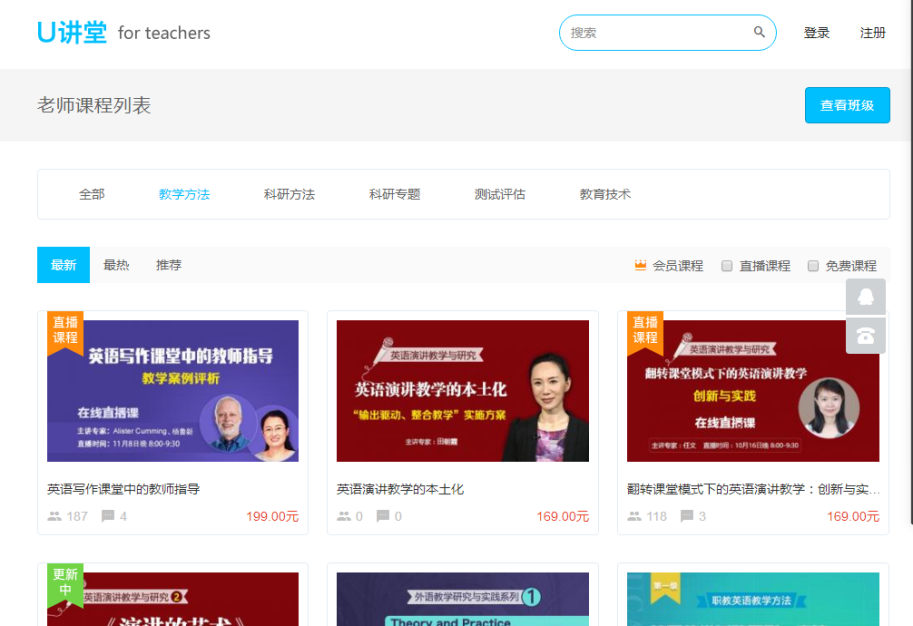 U讲堂 for teachers
搜索
登录
注册
老师课程列表
查看班级
全部
教学方法
科研方法
科研专题
测试评估
教育技术
最新
最热
推荐
会员课程
直播课程
免费课程
直播
课程
英语写作课堂中的教师指导
教学案例评析
在线直播课
主讲专家：Alister Cumming、杨鲁新
直播时间：11月8日晚 8:00-9:30
英语写作课堂中的教师指导
187
4
199.00元
英语演讲教学与研究
英语演讲教学的本土化
“输出驱动、整合教学”实施方案
主讲专家：田朝霞
英语演讲教学的本土化
0
0
169.00元
直播
课程
英语演讲教学与研究
翻转课堂模式下的英语演讲教学
创新与实践
在线直播课
主讲专家：任文 直播时间：10月16日晚 8:00-9:30
翻转课堂模式下的英语演讲教学：创新与实...
118
3
169.00元
更新
中
英语演讲教学与研究 2
《演讲的艺术》
外语教学研究与实践系列 1
Theory and Practice
第一级
职教英语教学方法